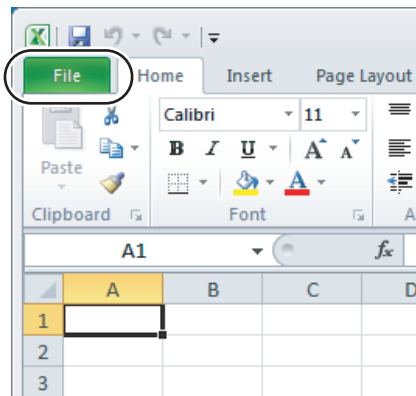 File Home Insert Page Layout
Calibri 11
B I U A A
Paste A
Clipboard Font A
A1 fx
A B C D
1
2
3